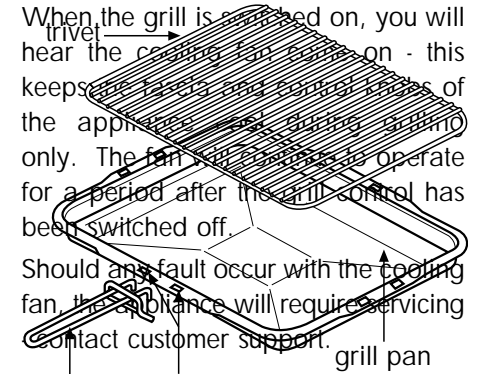 When the grill is switched on, you will
trivet
hear the cooling fan come on - this
keeps the fascia and control knobs of
the appliance cool during grilling
only. The fan will continue to operate
for a period after the grill control has
been switched off.
Should any fault occur with the cooling
fan, the appliance will require servicing
- contact customer support.
grill pan